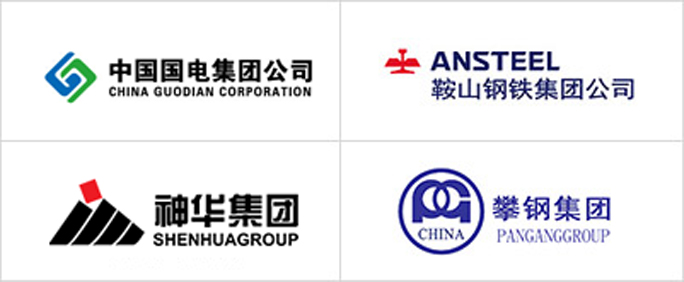 中国国电集团公司
CHINA GUODIAN CORPORATION
ANSTEEL
鞍山钢铁集团公司
神华集团
SHENHUAGROUP
PG
CHINA
攀钢集团
PANGANGGROUP